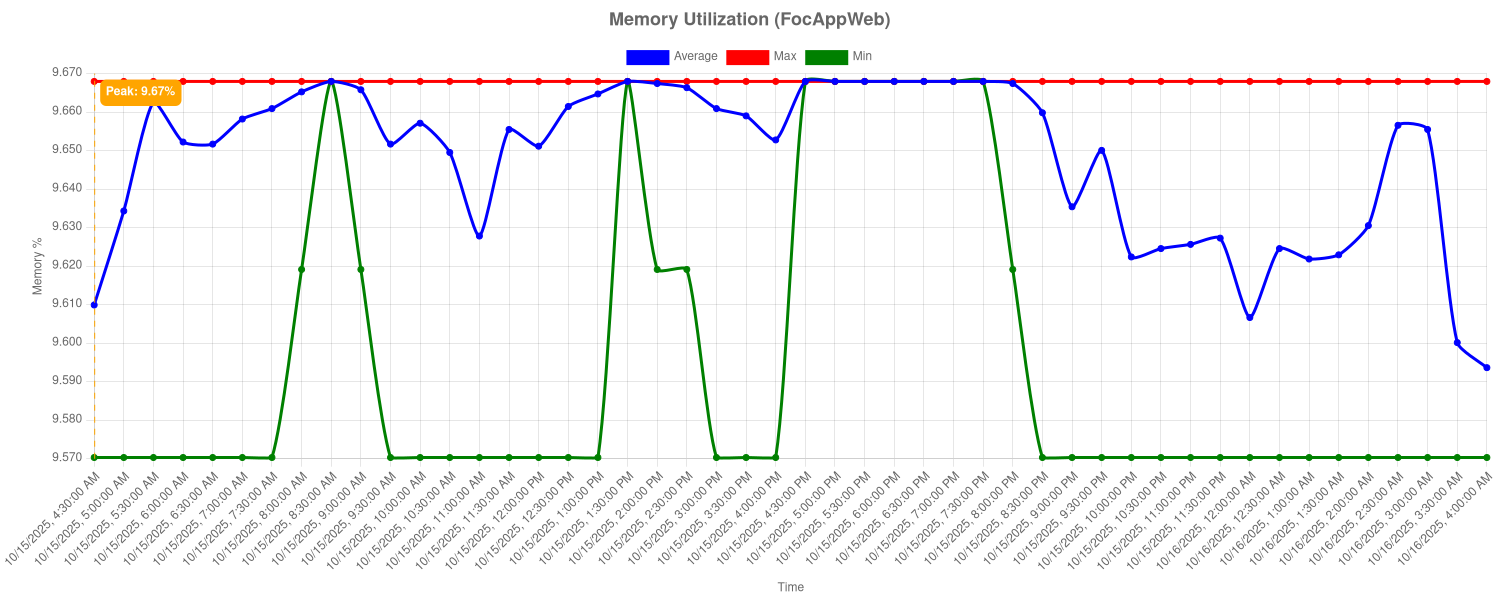 Memory Utilization (FocAppWeb)
Average Max Min
9.670
Peak: 9.67%
9.660
9.650
9.640
9.630
9.620
9.610
9.600
9.590
9.580
9.570
Memory %
10/15/2025, 4:30:00 AM
10/15/2025, 5:00:00 AM
10/15/2025, 5:30:00 AM
10/15/2025, 6:00:00 AM
10/15/2025, 6:30:00 AM
10/15/2025, 7:00:00 AM
10/15/2025, 7:30:00 AM
10/15/2025, 8:00:00 AM
10/15/2025, 8:30:00 AM
10/15/2025, 9:00:00 AM
10/15/2025, 9:30:00 AM
10/15/2025, 10:00:00 AM
10/15/2025, 10:30:00 AM
10/15/2025, 11:00:00 AM
10/15/2025, 11:30:00 AM
10/15/2025, 12:00:00 PM
10/15/2025, 12:30:00 PM
10/15/2025, 1:00:00 PM
10/15/2025, 1:30:00 PM
10/15/2025, 2:00:00 PM
10/15/2025, 2:30:00 PM
10/15/2025, 3:00:00 PM
10/15/2025, 3:30:00 PM
10/15/2025, 4:00:00 PM
10/15/2025, 4:30:00 PM
10/15/2025, 5:00:00 PM
10/15/2025, 5:30:00 PM
10/15/2025, 6:00:00 PM
10/15/2025, 6:30:00 PM
10/15/2025, 7:00:00 PM
10/15/2025, 7:30:00 PM
10/15/2025, 8:00:00 PM
10/15/2025, 8:30:00 PM
10/15/2025, 9:00:00 PM
10/15/2025, 9:30:00 PM
10/15/2025, 10:00:00 PM
10/15/2025, 10:30:00 PM
10/15/2025, 11:00:00 PM
10/15/2025, 11:30:00 PM
10/16/2025, 12:00:00 AM
10/16/2025, 12:30:00 AM
10/16/2025, 1:00:00 AM
10/16/2025, 1:30:00 AM
10/16/2025, 2:00:00 AM
10/16/2025, 2:30:00 AM
10/16/2025, 3:00:00 AM
10/16/2025, 3:30:00 AM
10/16/2025, 4:00:00 AM
Time